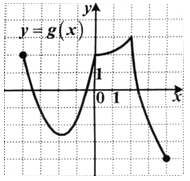 y
y = g(x)
1
0 1
x